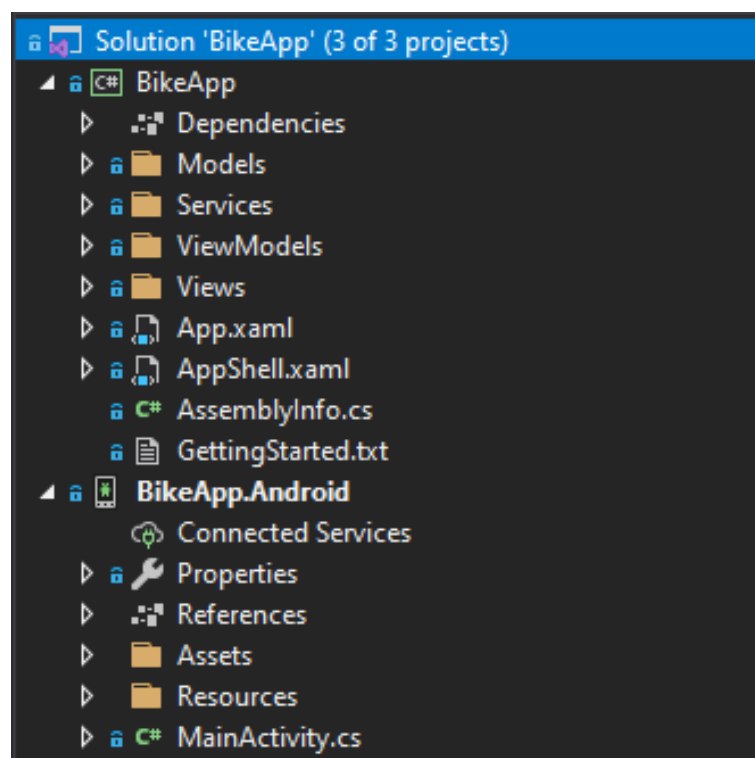 Solution 'BikeApp' (3 of 3 projects)
C# BikeApp
Dependencies
Models
Services
ViewModels
Views
App.xaml
AppShell.xaml
C# AssemblyInfo.cs
GettingStarted.txt
BikeApp.Android
Connected Services
Properties
References
Assets
Resources
C# MainActivity.cs